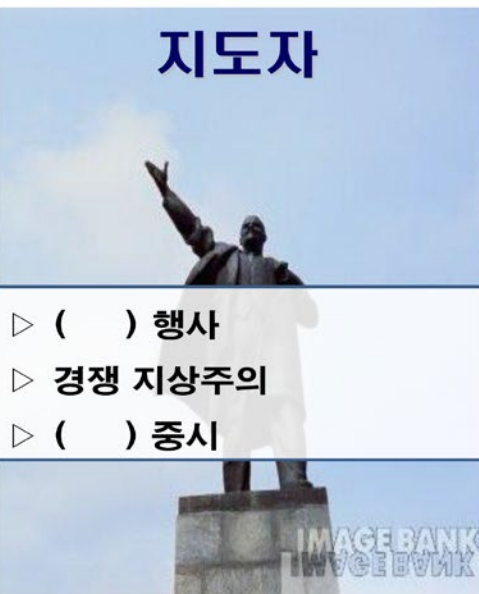 지도자
▷ (    ) 행사
▷ 경쟁 지상주의
▷ (    ) 중시
IMAGE BANK